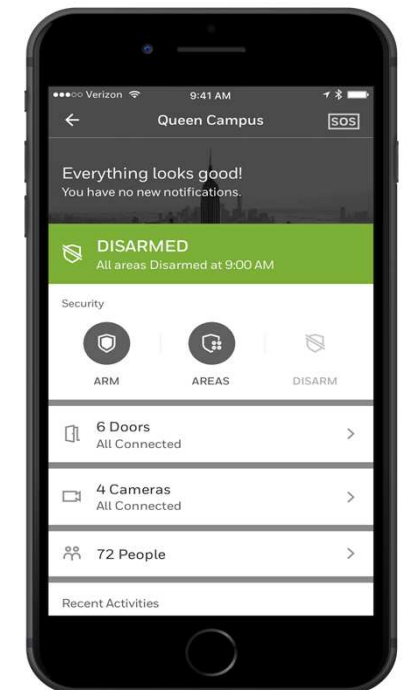 Verizon 9:41 AM
Queen Campus SOS
Everything looks good!
You have no new notifications.
DISARMED
All areas Disarmed at 9:00 AM
Security
ARM AREAS DISARM
6 Doors
All Connected
4 Cameras
All Connected
72 People
Recent Activities